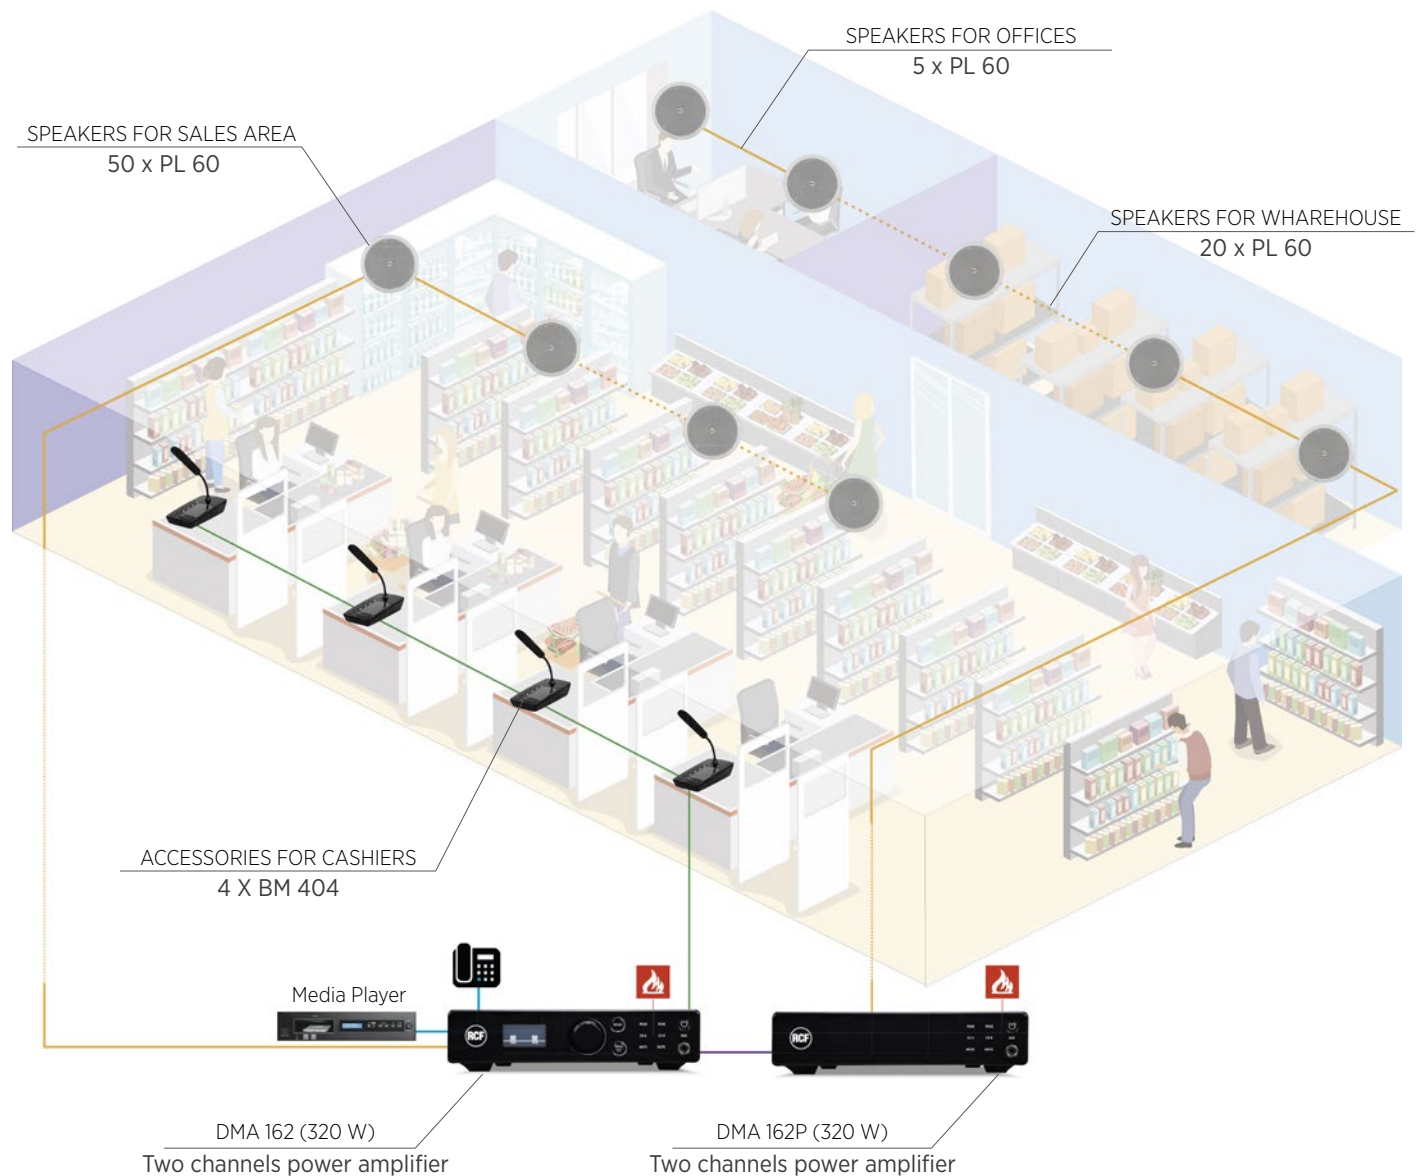 SPEAKERS FOR OFFICES
5 x PL 60
SPEAKERS FOR SALES AREA
50 x PL 60
SPEAKERS FOR WHAREHOUSE
20 x PL 60
ACCESSORIES FOR CASHIERS
4 X BM 404
Media Player
RCF
RCF
DMA 162 (320 W)
Two channels power amplifier
DMA 162P (320 W)
Two channels power amplifier